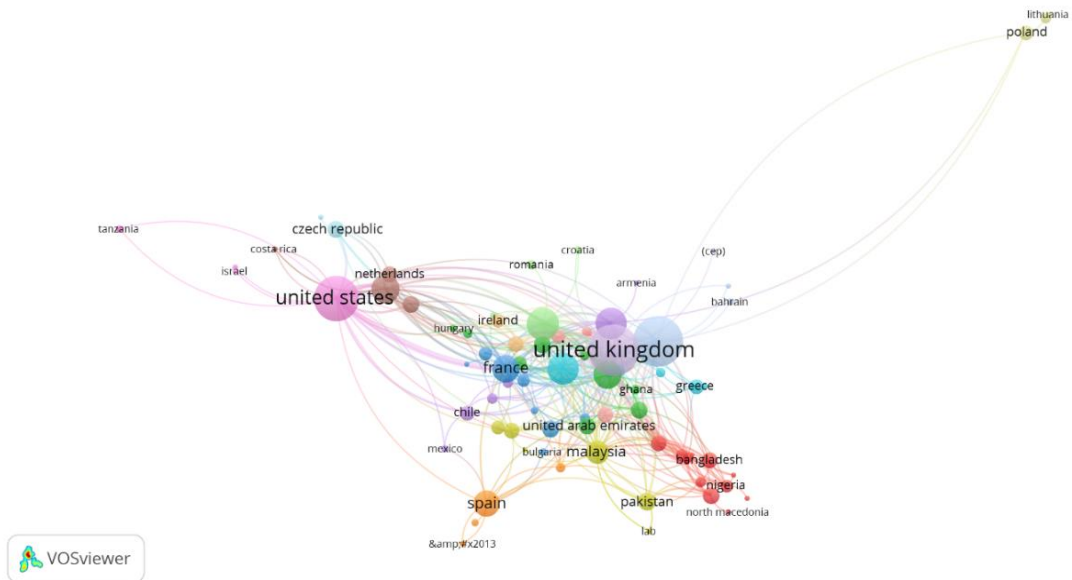 lithuania
poland
tanzania
czech republic
costa rica
croatia
(cep)
israel
netherlands
romania
armenia
united states
bahrain
ireland
hungary
united kingdom
france
greece
ghana
chile
united arab emirates
mexico
bulgaria
malaysia
bangladesh
nigeria
spain
pakistan
north macedonia
lab
&amp;#x2013
VOSviewer